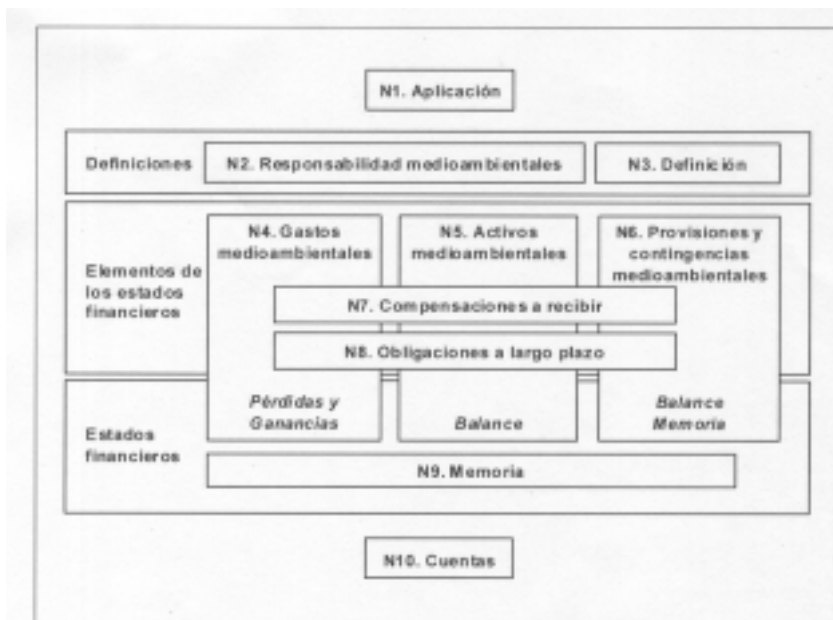 N1. Aplicación
Definiciones
N2. Responsabilidad medioambientales
N3. Definición
Elementos de
los estados
financieros
N4. Gastos
medioambientales
N5. Activos
medioambientales
N6. Provisiones y
contingencias
medioambientales
N7. Compensaciones a recibir
N8. Obligaciones a largo plazo
Estados
financieros
Pérdidas y
Ganancias
Balance
Balance
Memoria
N9. Memoria
N10. Cuentas